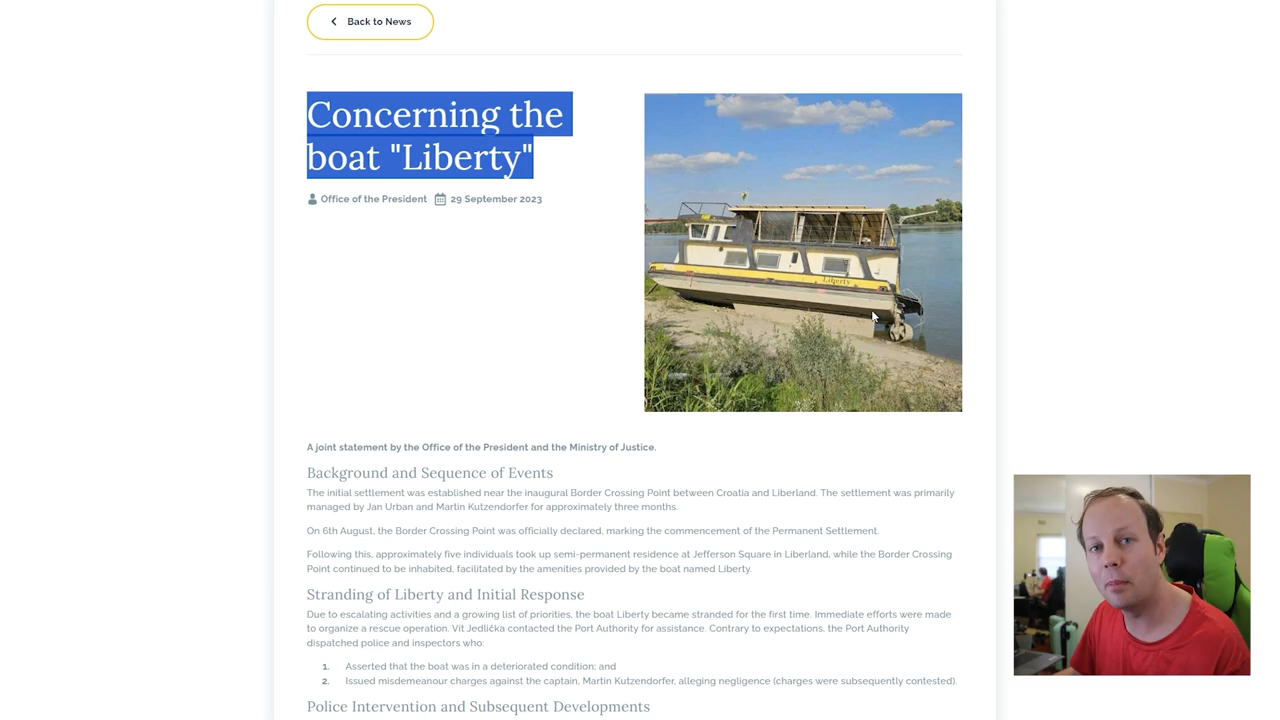 Back to News
Concerning the
boat "Liberty"
Office of the President 29 September 2023
Liberty
A joint statement by the Office of the President and the Ministry of Justice.
Background and Sequence of Events
The initial settlement was established near the inaugural Border Crossing Point between Croatia and Liberland. The settlement was primarily
managed by Jan Urban and Martin Kutzendorfer for approximately three months.
On 6th August, the Border Crossing Point was officially declared, marking the commencement of the Permanent Settlement.
Following this, approximately five individuals took up semi-permanent residence at Jefferson Square in Liberland, while the Border Crossing
Point continued to be inhabited, facilitated by the amenities provided by the boat named Liberty.
Stranding of Liberty and Initial Response
Due to escalating activities and a growing list of priorities, the boat Liberty became stranded for the first time. Immediate efforts were made
to organize a rescue operation. Vít Jedlička contacted the Port Authority for assistance. Contrary to expectations, the Port Authority
dispatched police and inspectors who:
1. Asserted that the boat was in a deteriorated condition; and
2. Issued misdemeanour charges against the captain, Martin Kutzendorfer, alleging negligence (charges were subsequently contested).
Police Intervention and Subsequent Developments